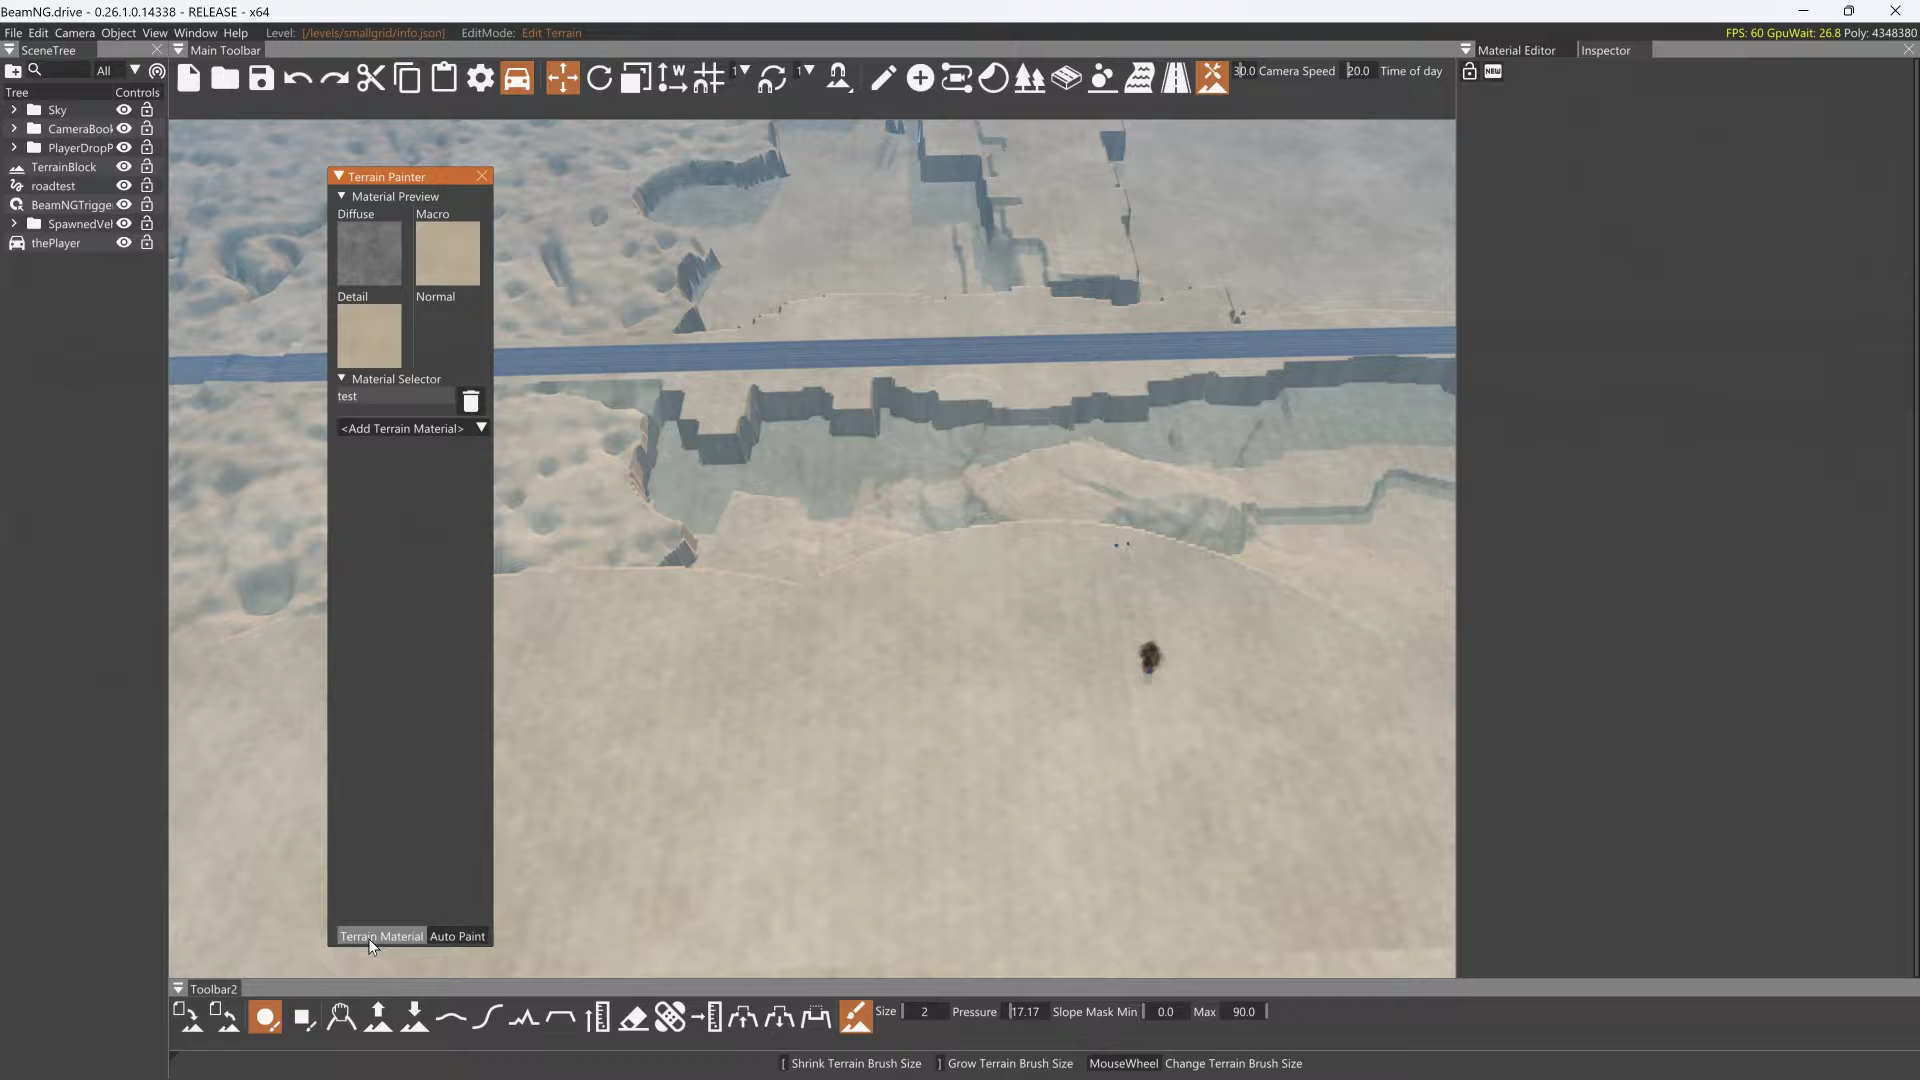 BeamNG.drive - 0.26.1.0.14338 - RELEASE - x64
File Edit Camera Object View Window Help Level: [/levels/smallgrid/info.json] EditMode: Edit Terrain
FPS: 60 GpuWait: 26.8 Poly: 4348380
SceneTree
Main Toolbar
Material Editor
Inspector
All
1
1
30.0 Camera Speed 20.0 Time of day
NEW
Tree Controls
Sky
CameraBook
PlayerDropP
TerrainBlock
roadtest
BeamNGTrigge
SpawnedVel
thePlayer
Terrain Painter
Material Preview
Diffuse Macro
Detail Normal
Material Selector
test
<Add Terrain Material>
Terrain Material Auto Paint
Toolbar2
Size 2 Pressure 17.17 Slope Mask Min 0.0 Max 90.0
[ Shrink Terrain Brush Size ] Grow Terrain Brush Size MouseWheel Change Terrain Brush Size